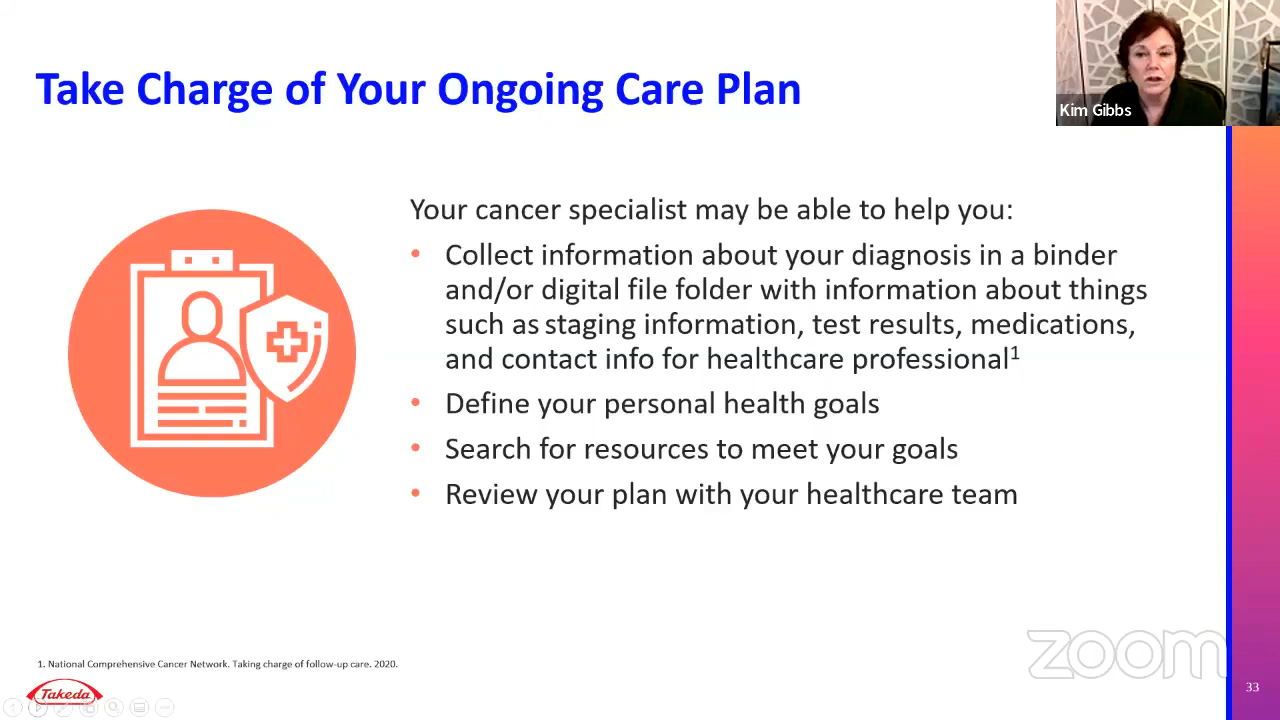 Take Charge of Your Ongoing Care Plan
Kim Gibbs
Your cancer specialist may be able to help you:
• Collect information about your diagnosis in a binder
and/or digital file folder with information about things
such as staging information, test results, medications,
and contact info for healthcare professional¹
• Define your personal health goals
• Search for resources to meet your goals
• Review your plan with your healthcare team
zoom
1. National Comprehensive Cancer Network. Taking charge of follow-up care. 2020.
Takeda
33